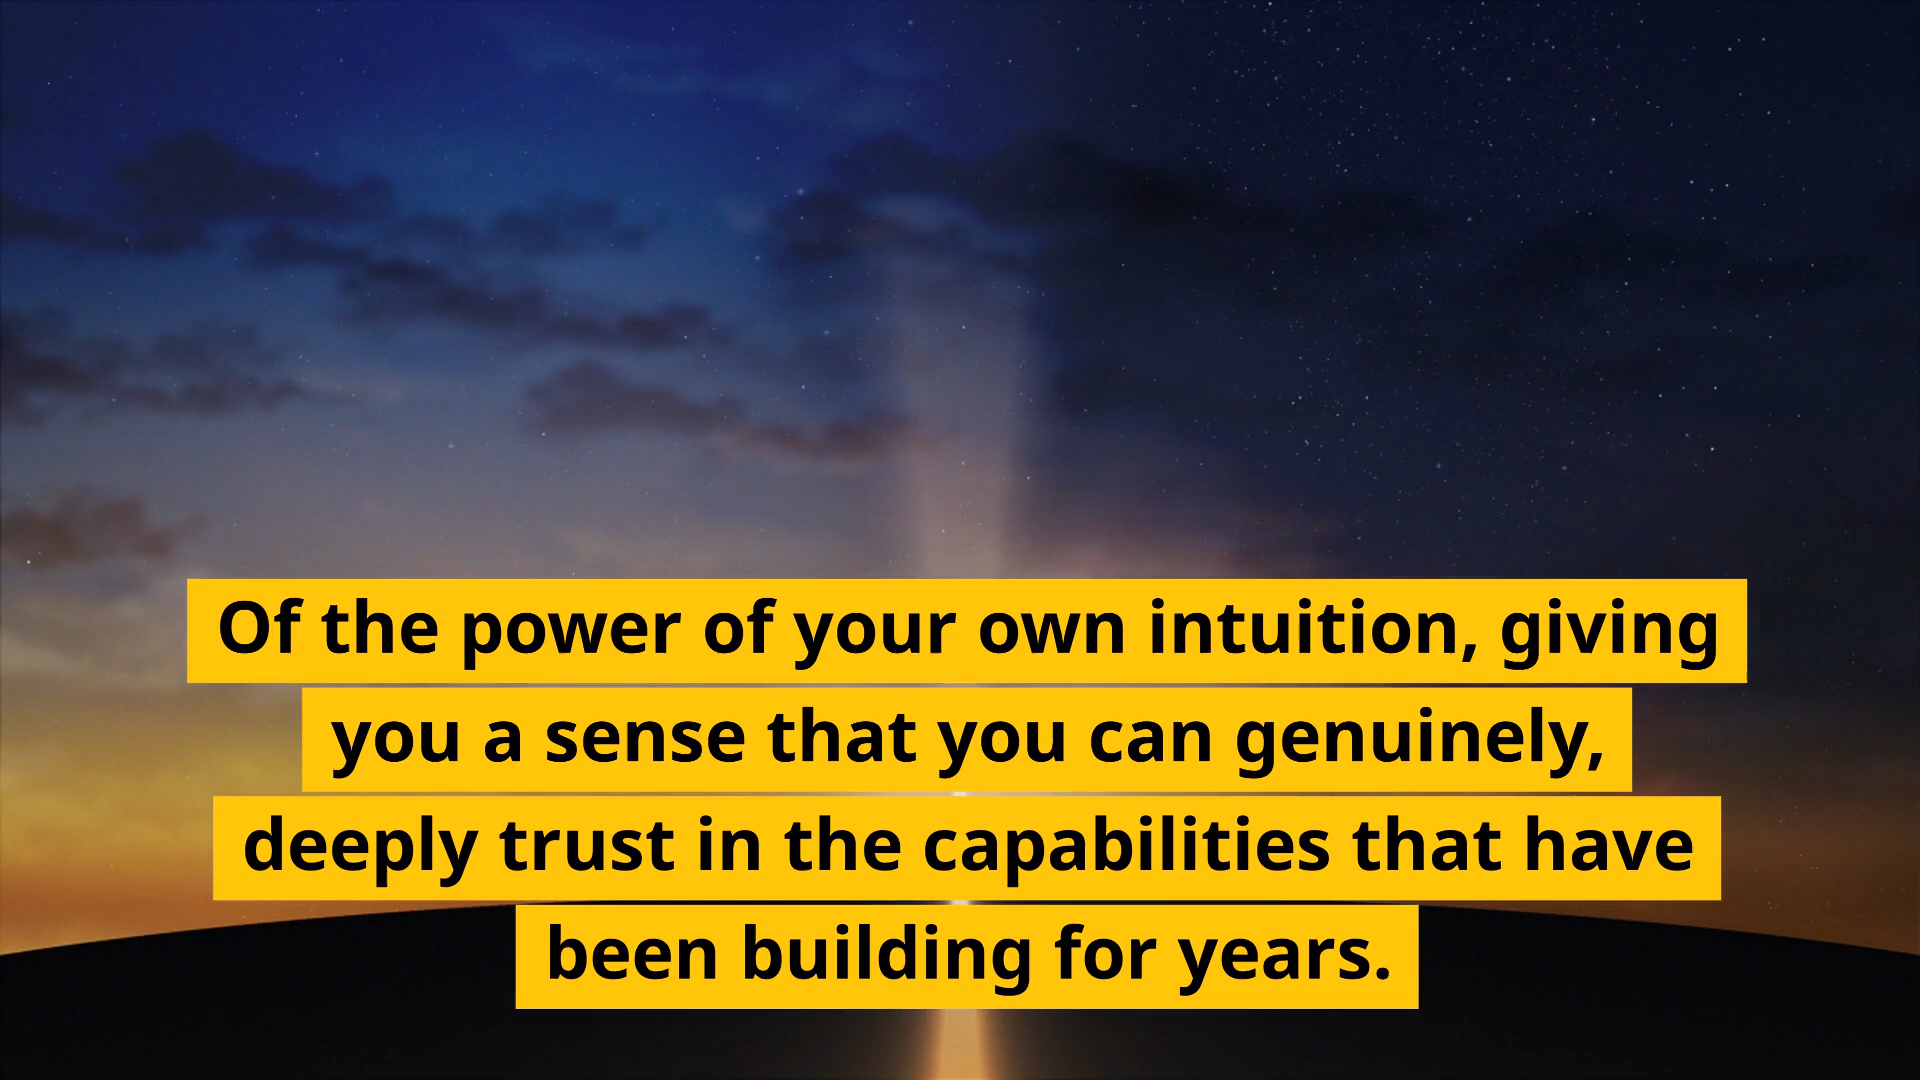 Of the power of your own intuition, giving
you a sense that you can genuinely,
deeply trust in the capabilities that have
been building for years.